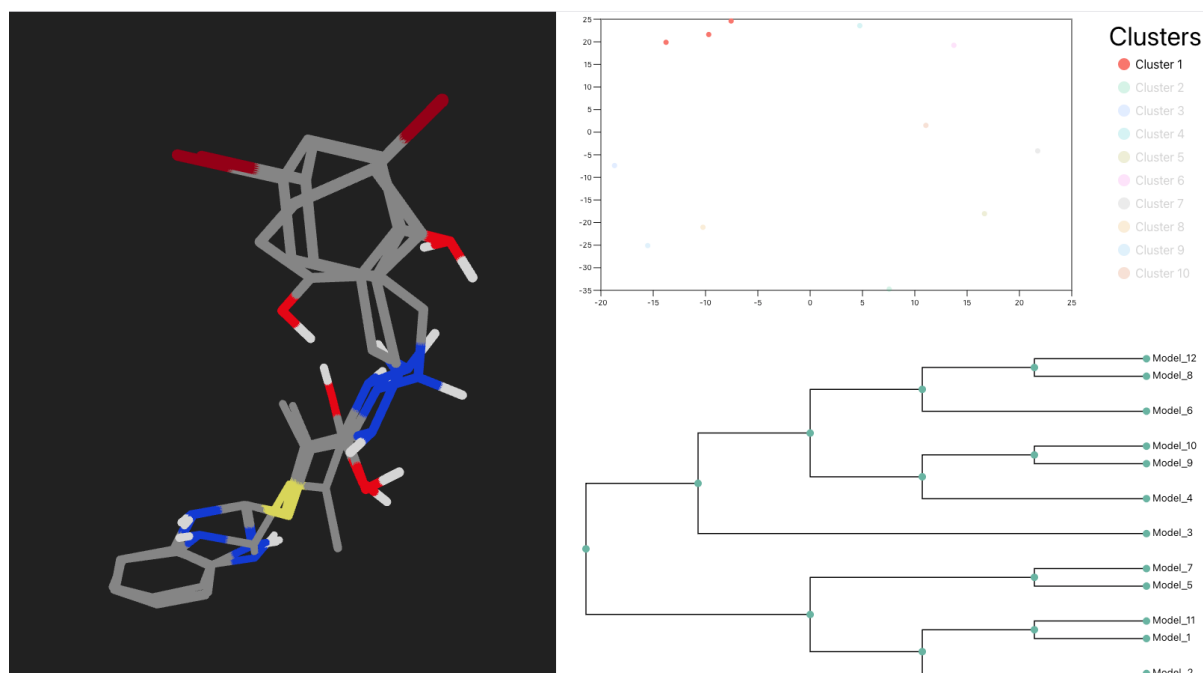 Clusters
Cluster 1
Cluster 2
Cluster 3
Cluster 4
Cluster 5
Cluster 6
Cluster 7
Cluster 8
Cluster 9
Cluster 10
25
20
15
10
5
0
-5
-10
-15
-20
-25
-30
-35
-20 -15 -10 -5 0 5 10 15 20 25
Model_12
Model_8
Model_6
Model_10
Model_9
Model_4
Model_3
Model_7
Model_5
Model_11
Model_1
Model_2